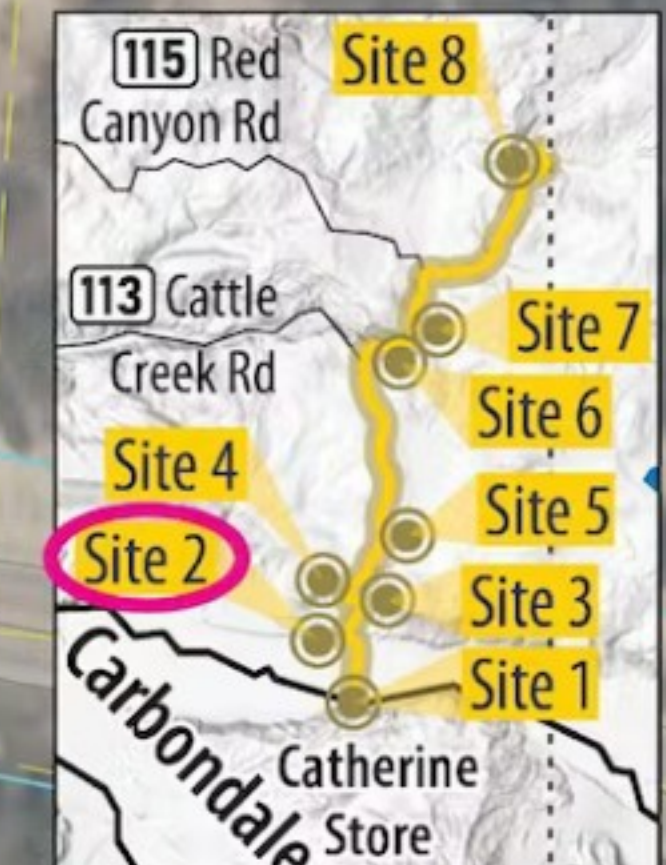 115 Red
Canyon Rd
Site 8
113 Cattle
Creek Rd
Site 7
Site 6
Site 4
Site 5
Site 2
Site 3
Site 1
Carbondale
Catherine
Store